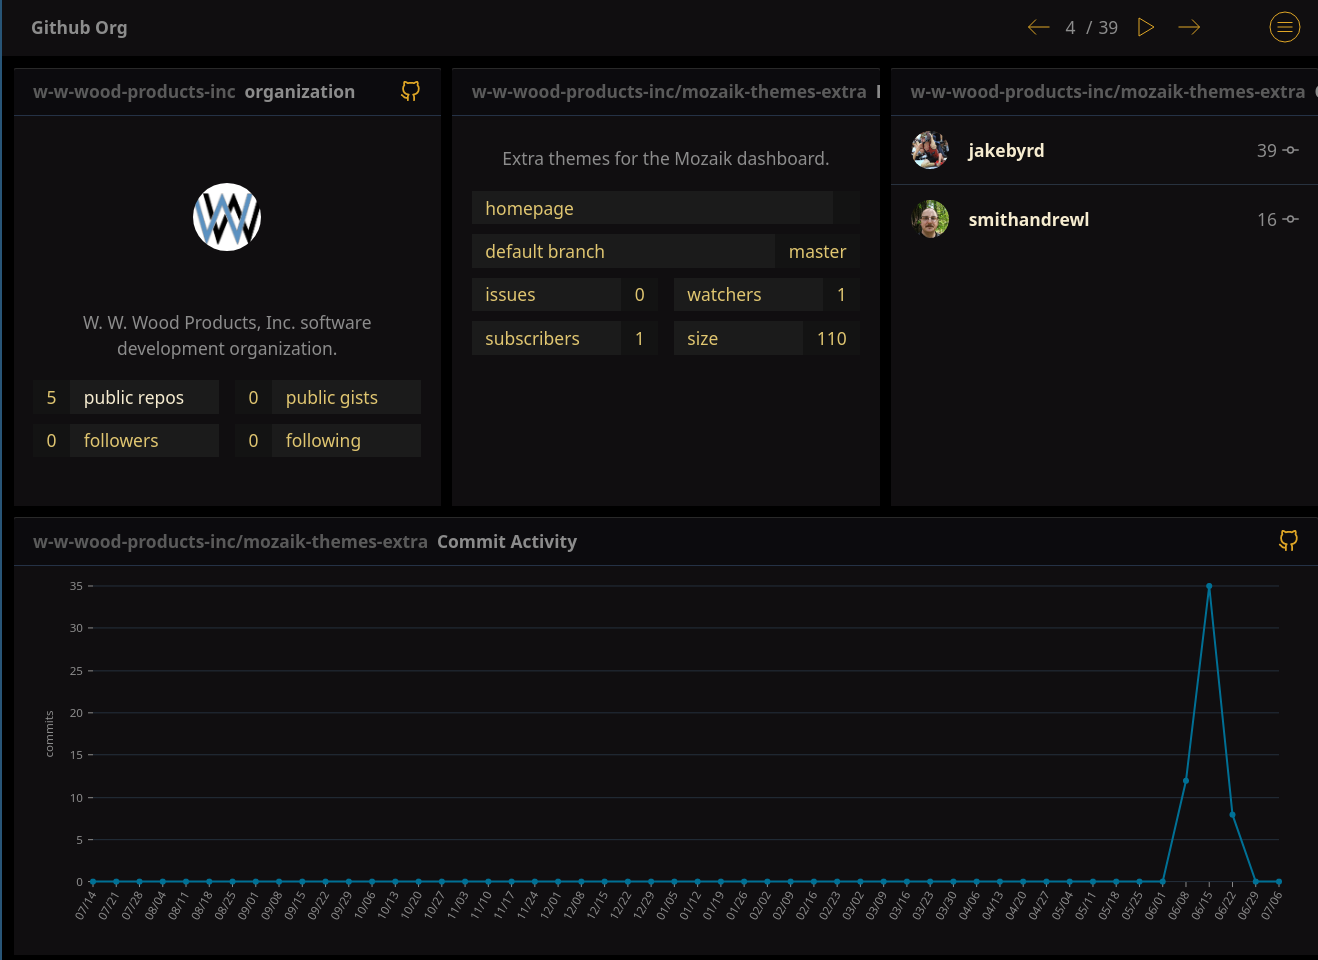 Github Org
4 / 39
w-w-wood-products-inc organization
W. W. Wood Products, Inc. software
development organization.
5 public repos
0 public gists
0 followers
0 following
w-w-wood-products-inc/mozaik-themes-extra
Extra themes for the Mozaik dashboard.
homepage
default branch master
issues 0
watchers 1
subscribers 1
size 110
w-w-wood-products-inc/mozaik-themes-extra
jakebyrd 39
smithandrewl 16
w-w-wood-products-inc/mozaik-themes-extra Commit Activity
commits
35
30
25
20
15
10
5
0
07/14
07/21
07/28
08/04
08/11
08/18
08/25
09/01
09/08
09/15
09/22
09/29
10/06
10/13
10/20
10/27
11/03
11/10
11/17
11/24
12/01
12/08
12/15
12/22
12/29
01/05
01/12
01/19
01/26
02/02
02/09
02/16
02/23
03/02
03/09
03/16
03/23
03/30
04/06
04/13
04/20
04/27
05/04
05/11
05/18
05/25
06/01
06/08
06/15
06/22
06/29
07/06